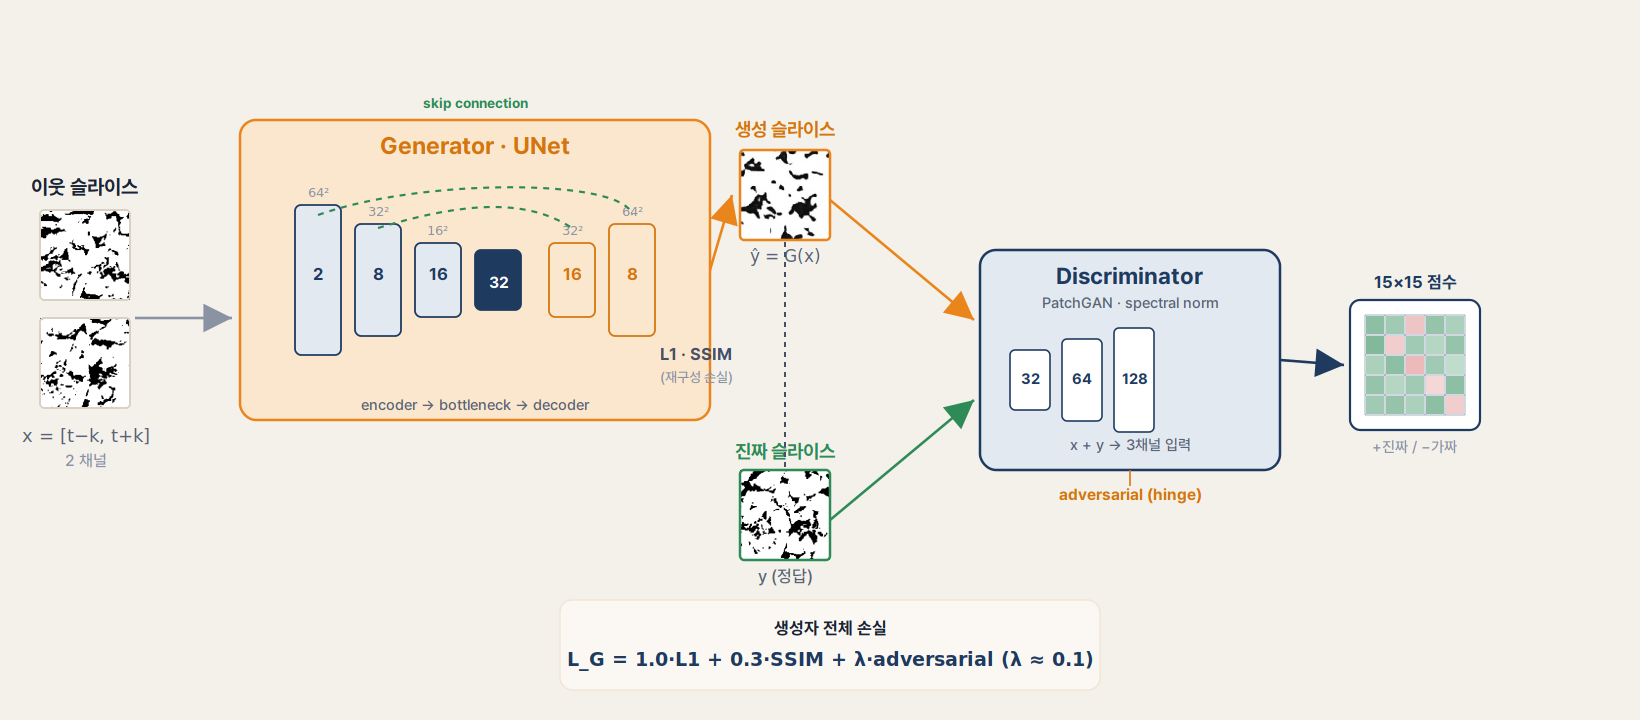 이웃 슬라이스
x = [t−k, t+k]
2 채널
skip connection
Generator · UNet
64²
32²
16²
32²
64²
2
8
16
32
16
8
L1 · SSIM
(재구성 손실)
encoder → bottleneck → decoder
생성 슬라이스
ŷ = G(x)
진짜 슬라이스
y (정답)
Discriminator
PatchGAN · spectral norm
32
64
128
x + y → 3채널 입력
adversarial (hinge)
15×15 점수
+진짜 / −가짜
생성자 전체 손실
L_G = 1.0·L1 + 0.3·SSIM + λ·adversarial (λ ≈ 0.1)